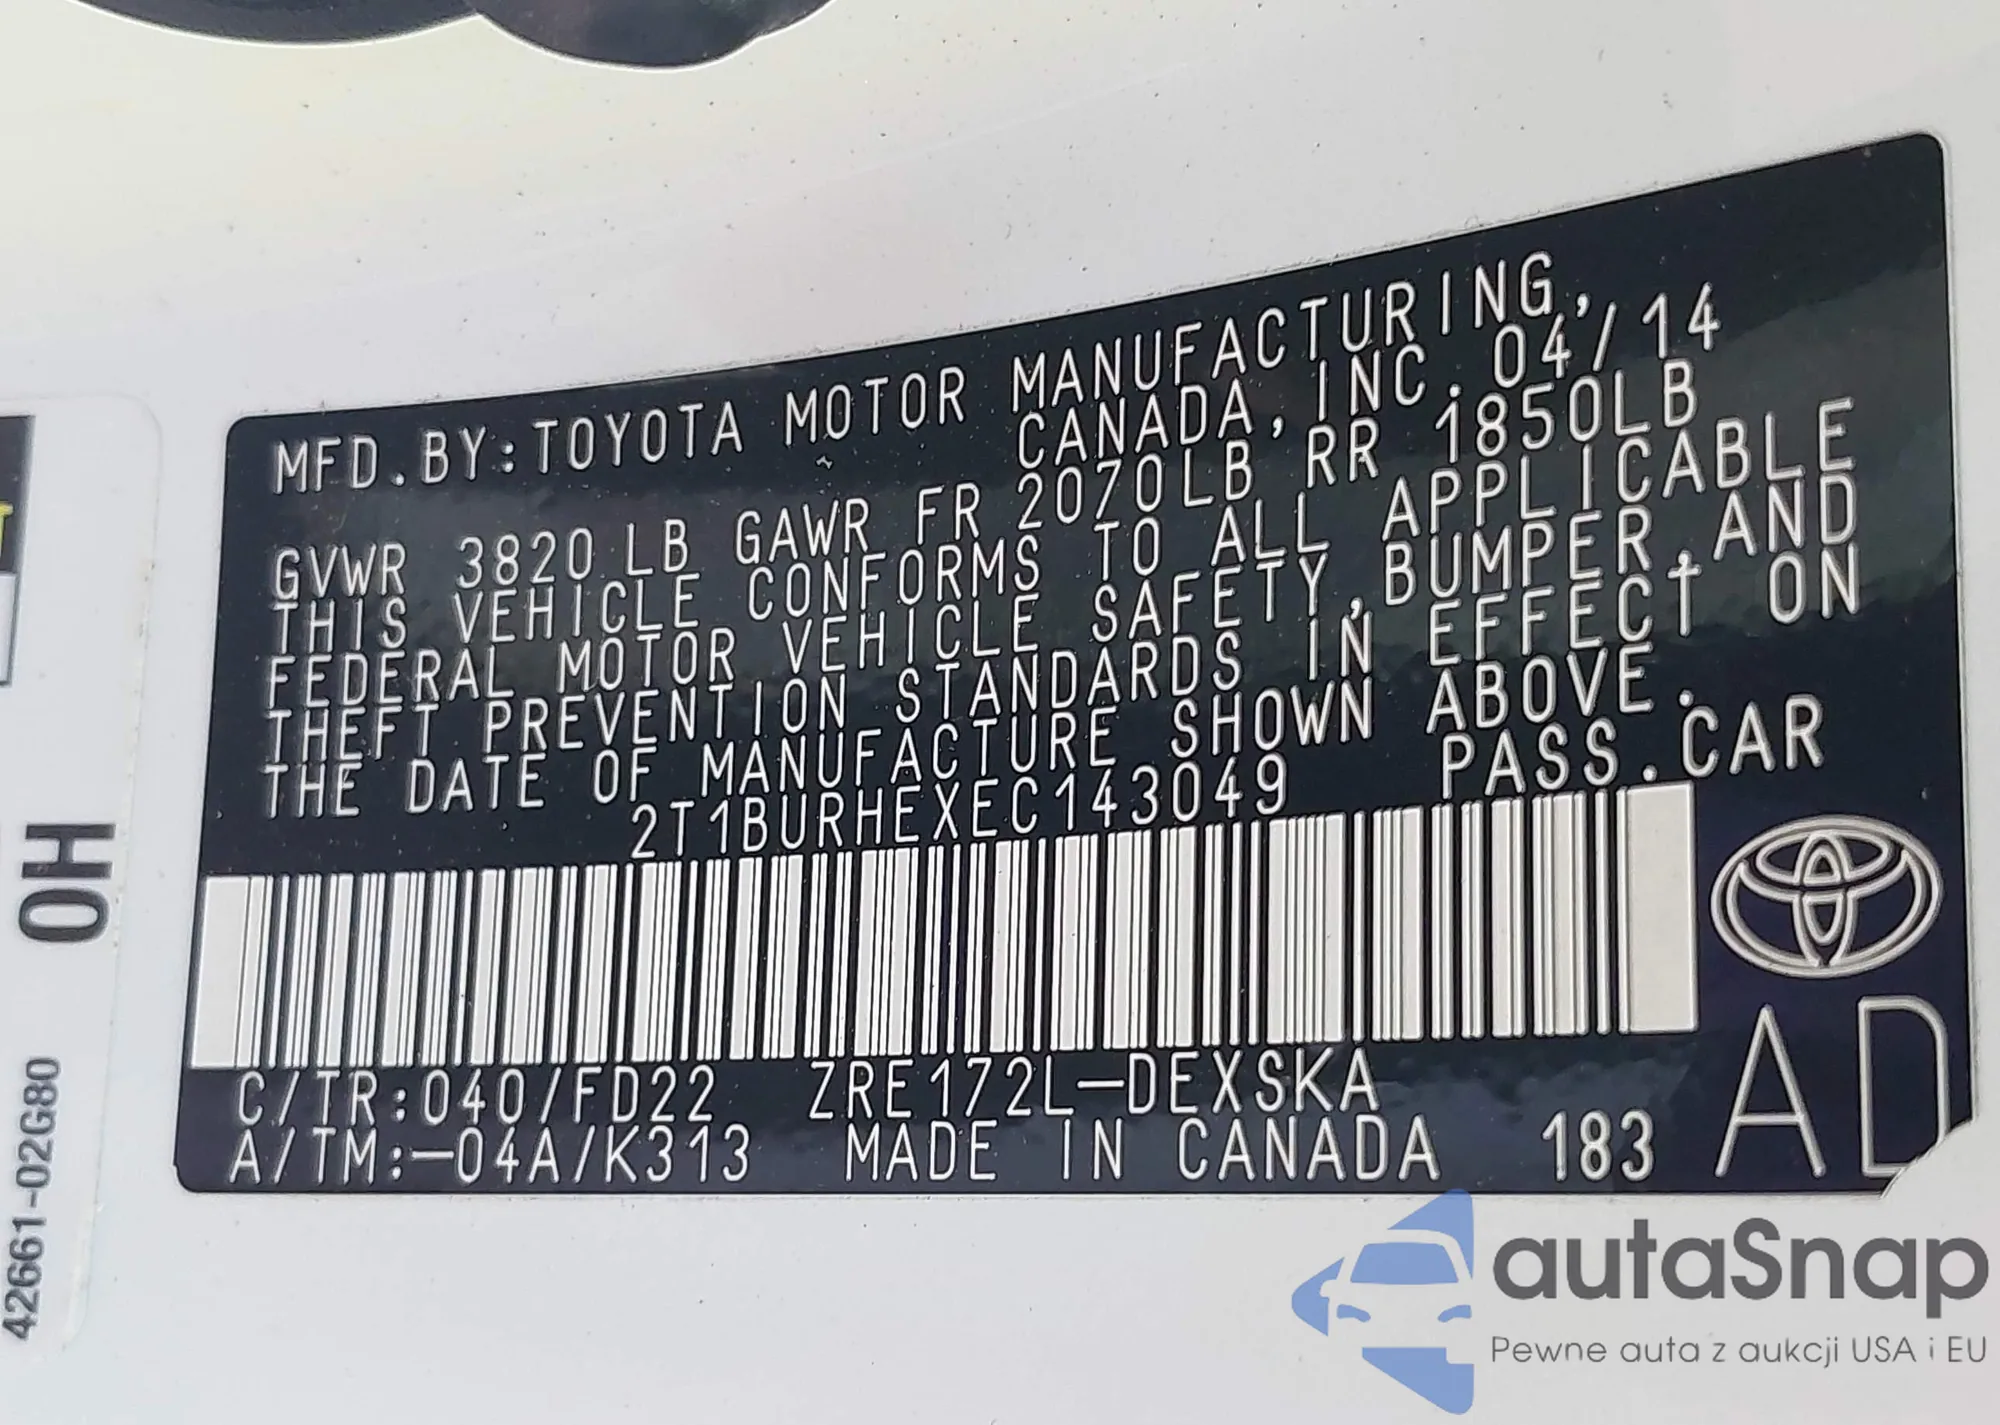 MFD.BY:TOYOTA MOTOR MANUFACTURING,
CANADA, INC. 04/14
GVWR 3820 LB GAWR FR 2070LB RR 1850LB
THIS VEHICLE CONFORMS TO ALL APPLICABLE
FEDERAL MOTOR VEHICLE SAFETY,BUMPER,AND
THEFT PREVENTION STANDARDS IN EFFECT ON
THE DATE OF MANUFACTURE SHOWN ABOVE.
2T1BURHEXEC143049 PASS.CAR
C/TR:040/FD22 ZRE172L-DEXSKA
A/TM:-04A/K313 MADE IN CANADA 183
AD
42661-02G80 0H
autaSnap
Pewne auta z aukcji USA i EU